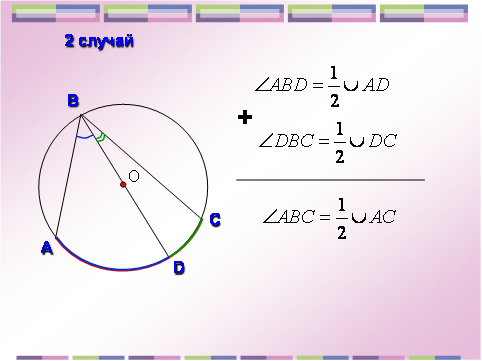 2 случай
B
O
A
C
D
∠ABD = 1/2 ∪ AD
+
∠DBC = 1/2 ∪ DC
∠ABC = 1/2 ∪ AC